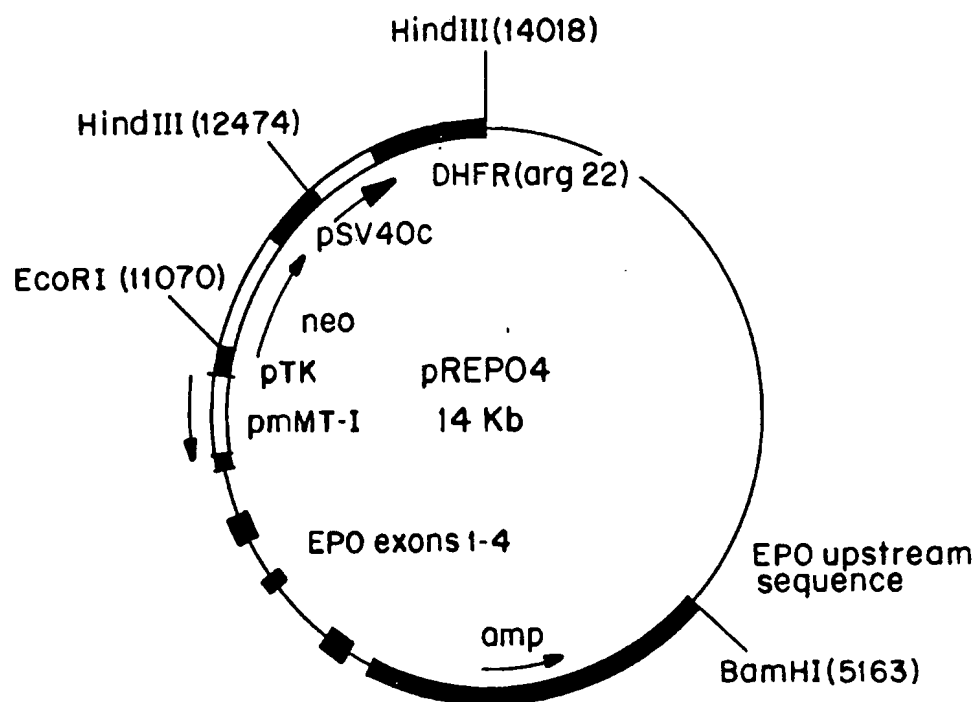 HindIII(14018)
HindIII (12474)
DHFR(arg 22)
pSV40c
EcoRI (11070)
neo
pTK
pREPO4
pmMT-I
14 Kb
EPO exons 1-4
EPO upstream
sequence
amp
BamHI(5163)